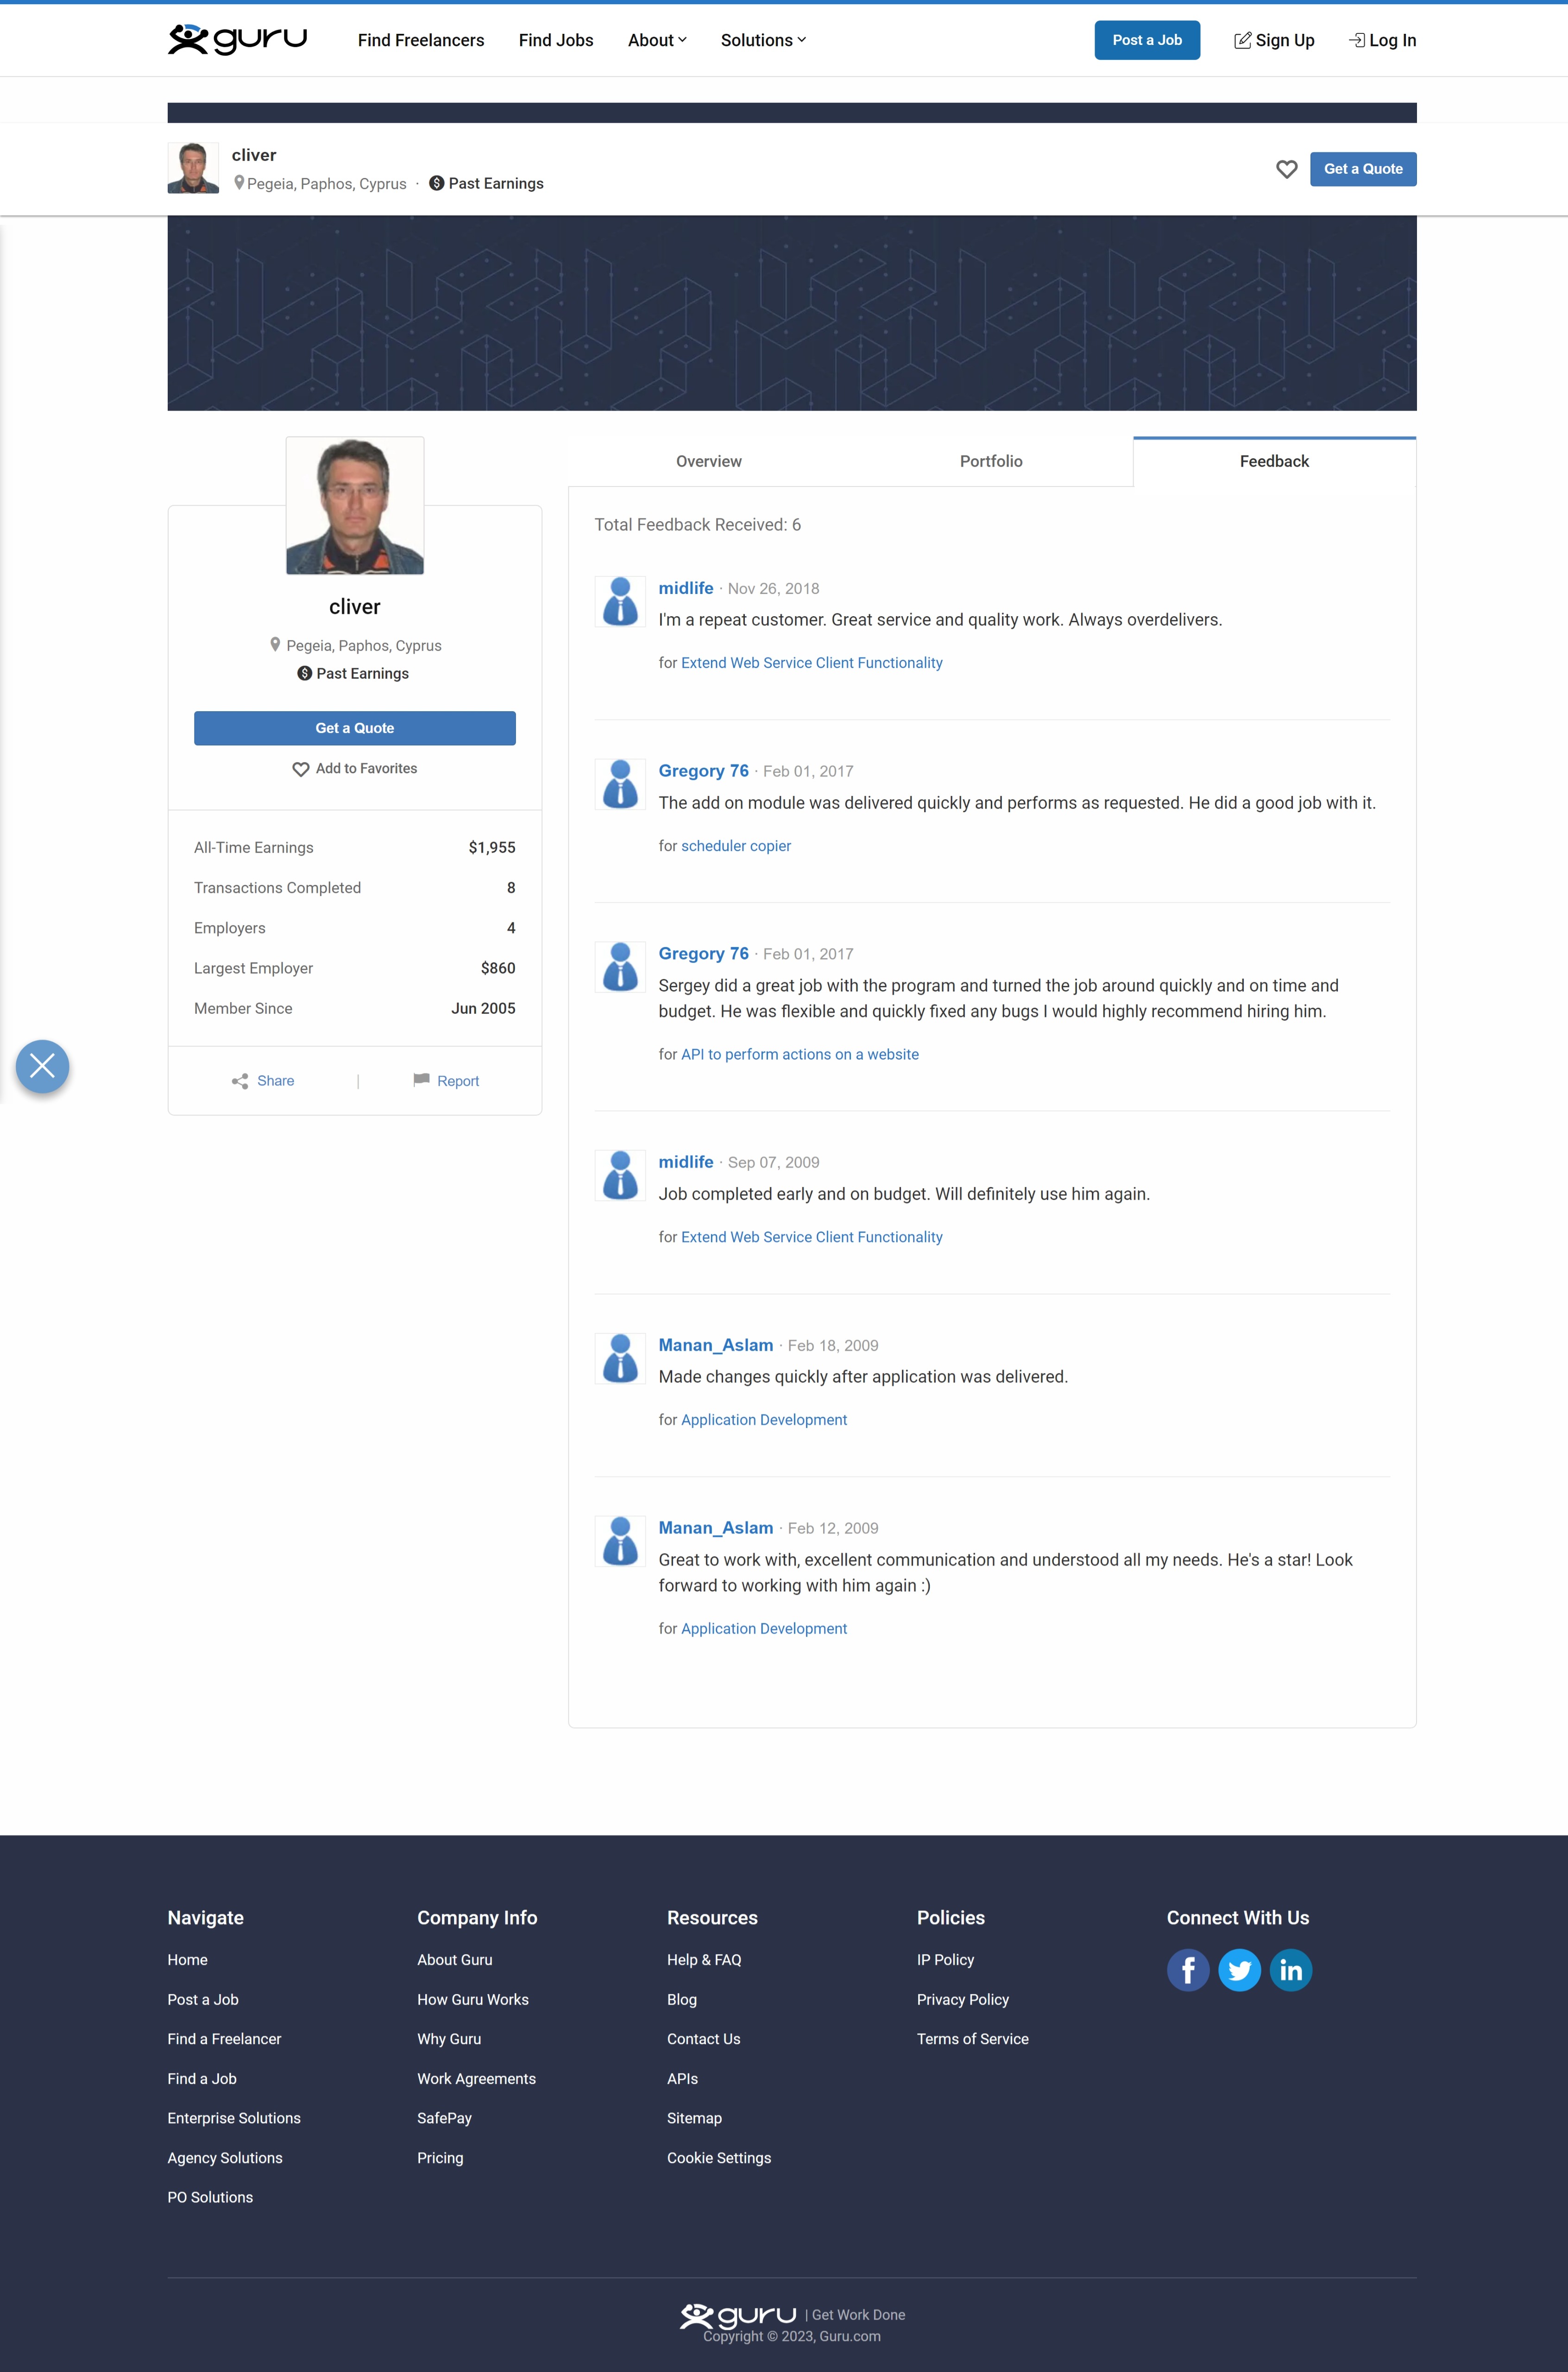 guru
Find Freelancers
Find Jobs
About
Solutions
Post a Job
Sign Up
Log In
cliver
Pegeia, Paphos, Cyprus · $ Past Earnings
Get a Quote
cliver
Pegeia, Paphos, Cyprus
$ Past Earnings
Get a Quote
Add to Favorites
All-Time Earnings $1,955
Transactions Completed 8
Employers 4
Largest Employer $860
Member Since Jun 2005
Share | Report
Overview
Portfolio
Feedback
Total Feedback Received: 6
midlife · Nov 26, 2018
I'm a repeat customer. Great service and quality work. Always overdelivers.
for Extend Web Service Client Functionality
Gregory 76 · Feb 01, 2017
The add on module was delivered quickly and performs as requested. He did a good job with it.
for scheduler copier
Gregory 76 · Feb 01, 2017
Sergey did a great job with the program and turned the job around quickly and on time and
budget. He was flexible and quickly fixed any bugs I would highly recommend hiring him.
for API to perform actions on a website
midlife · Sep 07, 2009
Job completed early and on budget. Will definitely use him again.
for Extend Web Service Client Functionality
Manan_Aslam · Feb 18, 2009
Made changes quickly after application was delivered.
for Application Development
Manan_Aslam · Feb 12, 2009
Great to work with, excellent communication and understood all my needs. He's a star! Look
forward to working with him again :)
for Application Development
Navigate
Home
Post a Job
Find a Freelancer
Find a Job
Enterprise Solutions
Agency Solutions
PO Solutions
Company Info
About Guru
How Guru Works
Why Guru
Work Agreements
SafePay
Pricing
Resources
Help & FAQ
Blog
Contact Us
APIs
Sitemap
Cookie Settings
Policies
IP Policy
Privacy Policy
Terms of Service
Connect With Us
f
in
guru | Get Work Done
Copyright © 2023, Guru.com